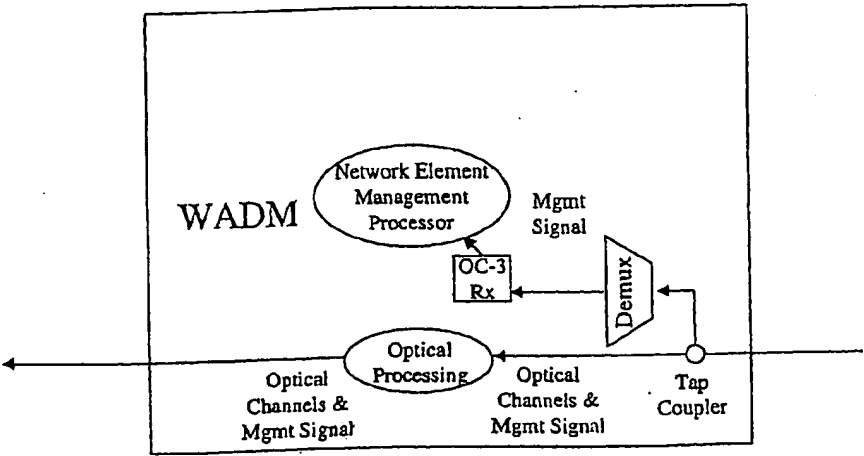 Network Element
Management
Processor
WADM
Mgmt
Signal
OC-3
Rx
Demux
Optical
Processing
Optical
Channels &
Mgmt Signal
Optical
Channels &
Mgmt Signal
Tap
Coupler